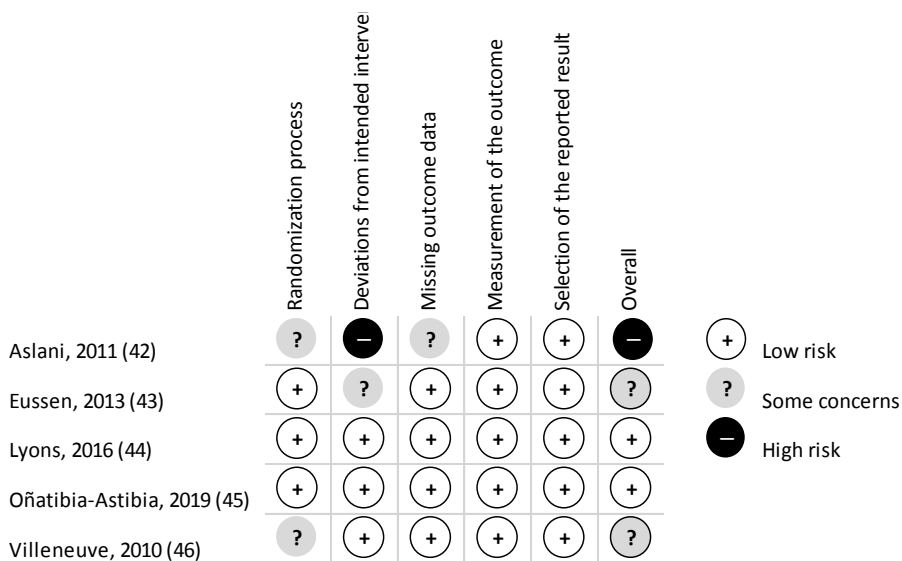 Randomization process
Deviations from intended interve
Missing outcome data
Measurement of the outcome
Selection of the reported result
Overall
Aslani, 2011 (42) ? – ? + + –
Eussen, 2013 (43) + ? + + + ?
Lyons, 2016 (44) + + + + + +
Oñatibia-Astibia, 2019 (45) + + + + + +
Villeneuve, 2010 (46) ? + + + + ?
+ Low risk
? Some concerns
– High risk